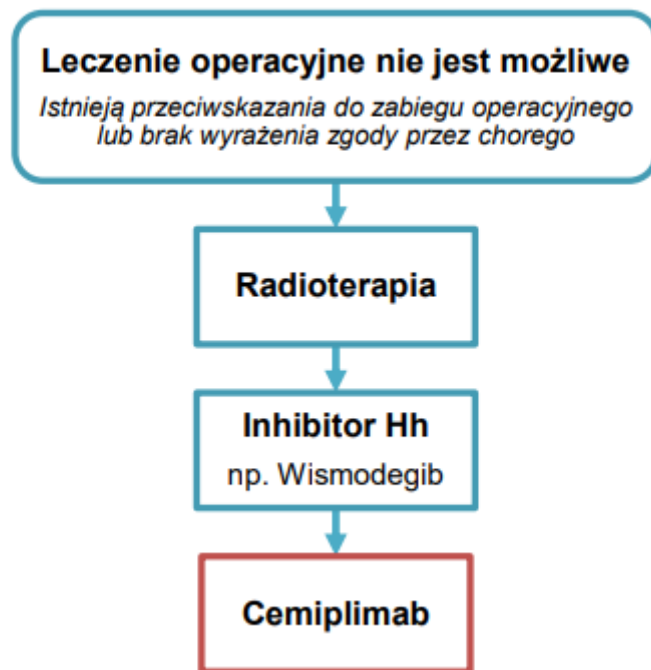 Leczenie operacyjne nie jest możliwe
Istnieją przeciwskazania do zabiegu operacyjnego
lub brak wyrażenia zgody przez chorego
Radioterapia
Inhibitor Hh
np. Wismodegib
Cemiplimab